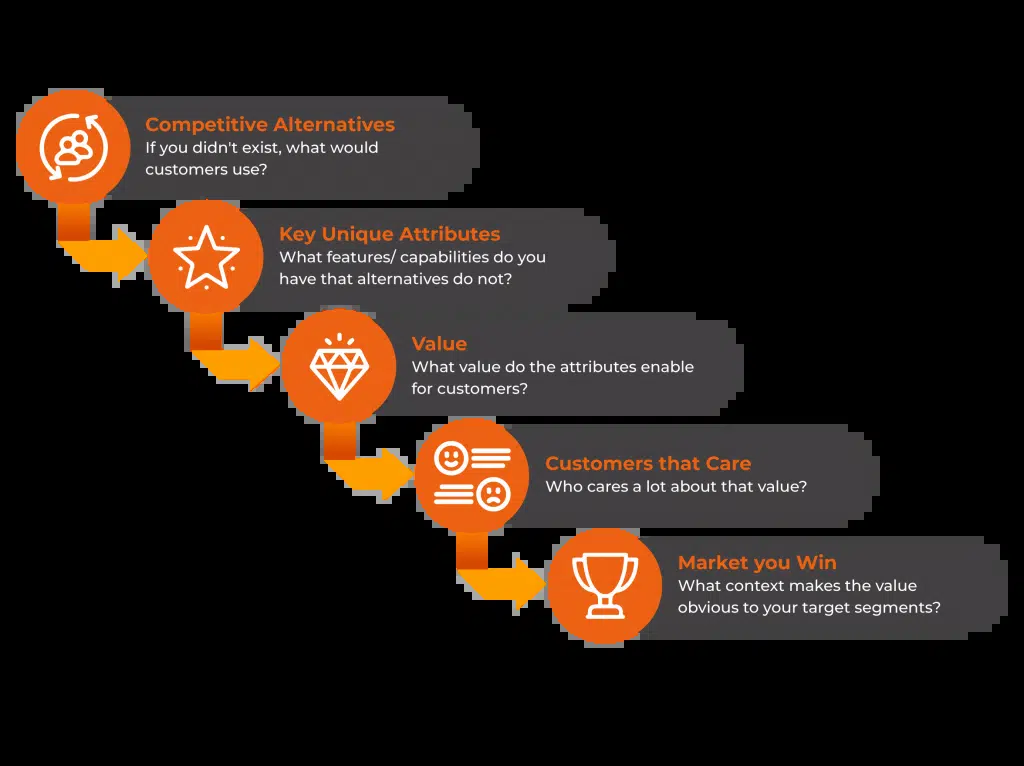 Competitive Alternatives
If you didn't exist, what would
customers use?
Key Unique Attributes
What features/ capabilities do you
have that alternatives do not?
Value
What value do the attributes enable
for customers?
Customers that Care
Who cares a lot about that value?
Market you Win
What context makes the value
obvious to your target segments?